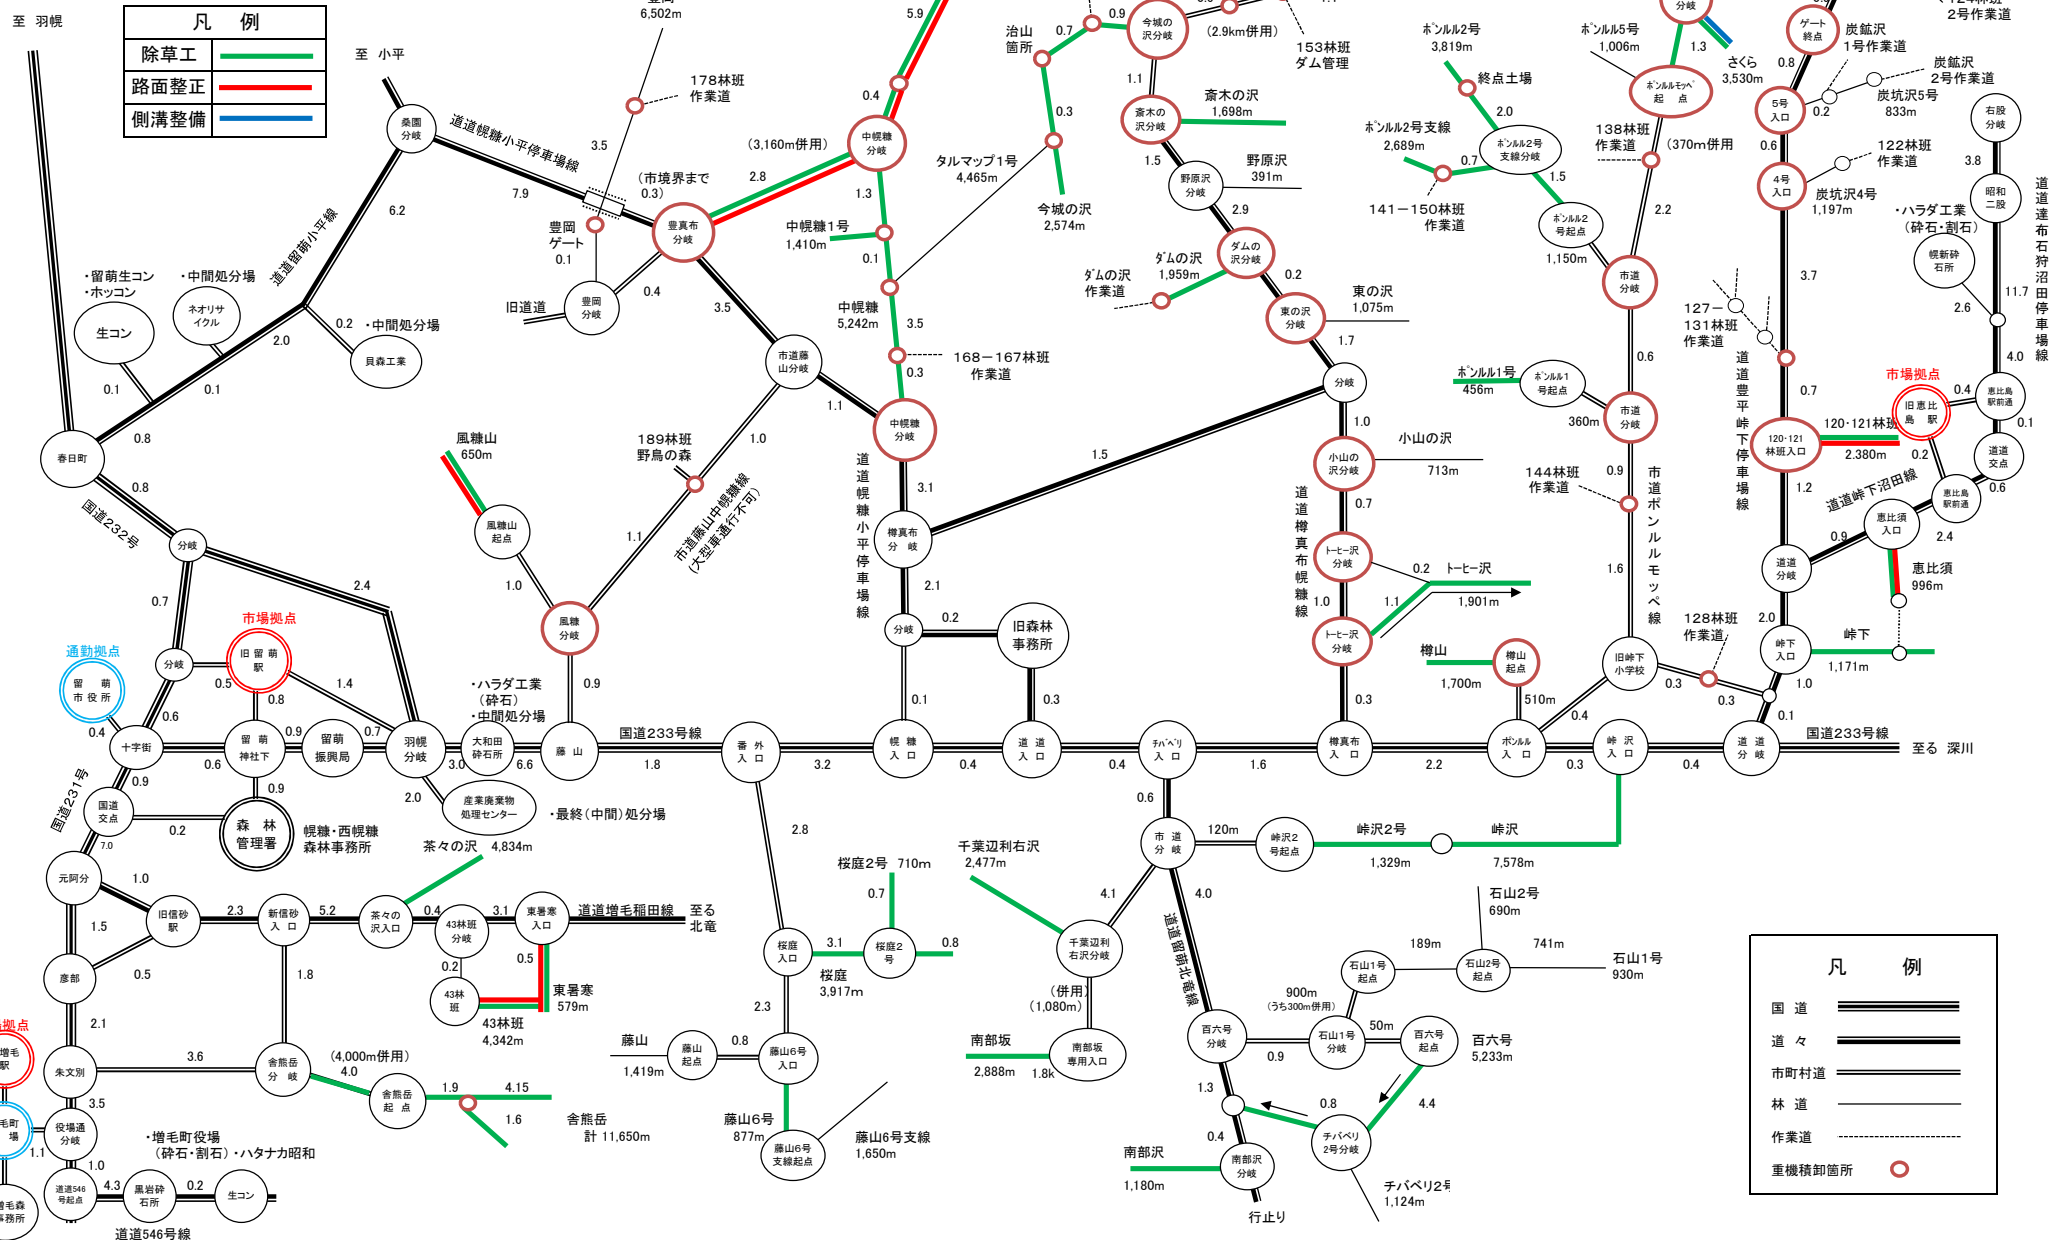 至 羽幌
凡 例
除草工
路面整正
側溝整備
至 小平
桑園
分岐
道道幌糠小平停車場線
6,502m
178林班
作業道
3.5
7.9
(市境界まで
0.3)
6.2
道道留萌小平線
豊岡
ゲート
0.1
豊真布
分岐
旧道道
豊岡
分岐
0.4
(3,160m併用)
2.8
5.9
0.4
中幌糠
分岐
1.3
中幌糠1号
1,410m
0.1
中幌糠
5,242m
3.5
168－167林班
作業道
0.3
中幌糠
分岐
タルマップ1号
4,465m
治山
箇所
0.7
0.9
0.3
今城の沢
2,574m
今城の
沢分岐
(2.9km併用)
153林班
ダム管理
1.1
斎木の
沢分岐
斎木の沢
1,698m
1.5
野原沢
分岐
野原沢
391m
2.9
ダムの
沢分岐
ダムの沢
1,959m
ダムの沢
作業道
0.2
東の沢
分岐
東の沢
1,075m
1.7
分岐
1.0
1.5
小山の
沢分岐
小山の沢
713m
0.7
トーヒー沢
分岐
0.2
トーヒー沢
1.0
1.1
1,901m
トーヒー沢
分岐
0.3
道道樽真布幌糠線
ポンルル2号
3,819m
終点土場
2.0
ポンルル2号支線
2,689m
0.7
ポンルル2号
支線分岐
1.5
141－150林班
作業道
ポンルル2
号起点
1,150m
ポンルル5号
1,006m
ポンルルモッペ
起 点
分岐
1.3
さくら
3,530m
138林班
作業道
(370m併用
2.2
市道
分岐
0.6
ポンルル1号
456m
ポンルル1
号起点
360m
市道
分岐
0.9
144林班
作業道
市道ポンルルモッペ線
1.6
旧峠下
小学校
128林班
作業道
0.3
0.3
0.4
ゲート
終点
2号作業道
炭鉱沢
1号作業道
0.8
炭鉱沢
2号作業道
5号
入口
0.2
炭坑沢5号
833m
0.6
122林班
作業道
4号
入口
炭坑沢4号
1,197m
3.7
127－
131林班
作業道
0.7
道道豊平峠下停車場線
120･121
林班入口
120･121林班
2.380m
1.2
道道
分岐
0.9
2.0
峠下
入口
峠下
1,171m
1.0
0.1
右股
分岐
3.8
昭和
二股
・ハラダ工業
(砕石・割石)
幌新砕
石所
2.6
11.7
4.0
道道達布石狩沼田停車場線
市場拠点
旧恵比
島 駅
0.4
恵比島
駅前通
0.1
道道
交点
0.6
0.2
恵比島
駅前通
道道峠下沼田線
恵比須
入口
2.4
恵比須
996m
・留萌生コン
・ホッコン
生コン
0.1
・中間処分場
ネオリサ
イクル
0.1
2.0
0.2
・中間処分場
貝森工業
0.8
春日町
0.8
国道232号
分岐
2.4
0.7
分岐
0.5
市場拠点
旧 留 萌
駅
0.8
1.4
通勤拠点
留 萌
市 役 所
0.4
0.6
十字街
0.6
留 萌
神社下
0.9
留萌
振興局
0.7
羽幌
分岐
3.0
大和田
砕石所
6.6
・ハラダ工業
(砕石)
・中間処分場
藤 山
国道233号線
1.8
番 外
入 口
3.2
幌 糠
入 口
0.4
道 道
入 口
0.4
チバベリ
入 口
1.6
樽真布
入 口
2.2
ポンルル
入 口
0.3
峠 沢
入 口
0.4
道 道
分 岐
国道233号線
至る 深川
3.5
市道藤
山分岐
1.1
1.0
189林班
野鳥の森
1.1
市道藤山中幌糠線
(大型車通行不可)
風糠山
650m
風糠山
起点
1.0
風糠
分岐
0.9
道道幌糠小平停車場線
3.1
樽真布
分 岐
2.1
分岐
0.2
旧森林
事務所
0.1
0.3
樽山
1,700m
樽山
起点
510m
国道231号
0.9
国道
交点
0.2
0.9
森 林
管理署
幌糠・西幌糠
森林事務所
2.0
産業廃棄物
処理センター
・最終(中間)処分場
7.0
元阿分
1.0
1.5
旧信砂
駅
0.5
2.3
新信砂
入 口
5.2
茶々の
沢入口
茶々の沢
4,834m
0.4
43林班
分岐
3.1
東暑寒
入口
道道増毛稲田線
至る
北竜
0.2
43林
班
0.5
43林班
4,342m
東暑寒
579m
彦部
2.1
1.8
朱文別
3.6
舎熊岳
分 岐
(4,000m併用)
4.0
舎熊岳
起 点
1.9
4.15
1.6
舎熊岳
計 11,650m
3.5
役場通
分岐
1.1
1.0
道道546
号起点
4.3
黒岩砕
石所
0.2
生コン
道道546号線
・増毛町役場
(砕石・割石)・ハタナカ昭和
拠点
増毛
駅
毛町
場
増毛森
事務所
2.8
桜庭2号 710m
0.7
桜庭
入口
3.1
桜庭2
号
0.8
桜庭
3,917m
2.3
藤山
1,419m
藤山
起点
0.8
藤山6号
入口
藤山6号
877m
藤山6号
支線起点
藤山6号支線
1,650m
0.6
市 道
分 岐
120m
峠沢2
号起点
峠沢2号
1,329m
峠沢
7,578m
千葉辺利右沢
2,477m
4.1
4.0
千葉辺利
右沢分岐
道道留萌北竜線
(併用)
(1,080m)
南部坂
2,888m
1.8k
南部坂
専用入口
百六号
分岐
0.9
900m
(うち300m併用)
石山1号
分岐
50m
百六号
起点
百六号
5,233m
石山1号
起点
189m
石山2号
起点
石山2号
690m
741m
石山1号
930m
1.3
0.8
4.4
0.4
チバベリ
2号分岐
チバベリ2号
1,124m
南部沢
1,180m
南部沢
分岐
行止り
凡 例
国 道
道 々
市町村道
林 道
作業道
重機積卸箇所